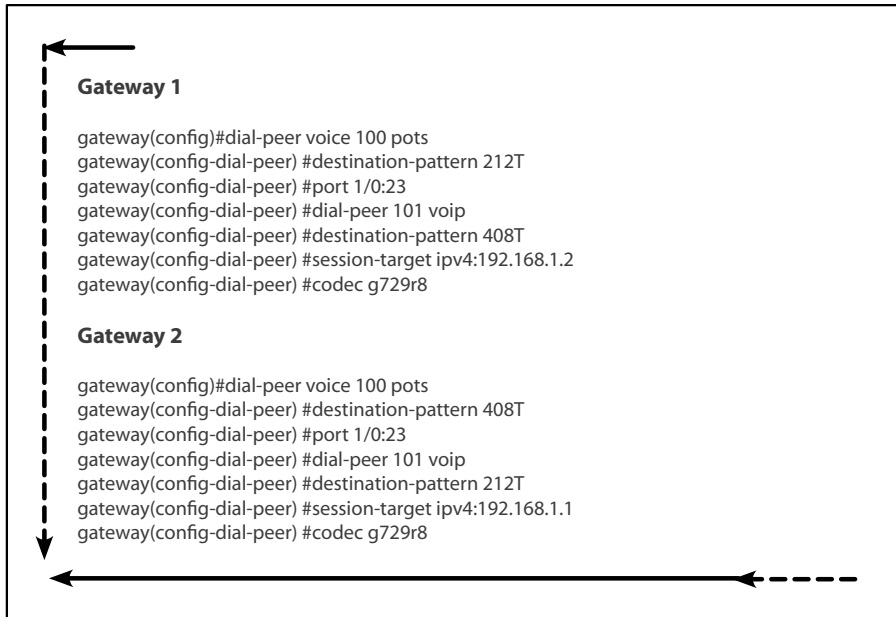 Gateway 1
gateway(config)#dial-peer voice 100 pots
gateway(config-dial-peer) #destination-pattern 212T
gateway(config-dial-peer) #port 1/0:23
gateway(config-dial-peer) #dial-peer 101 voip
gateway(config-dial-peer) #destination-pattern 408T
gateway(config-dial-peer) #session-target ipv4:192.168.1.2
gateway(config-dial-peer) #codec g729r8
Gateway 2
gateway(config)#dial-peer voice 100 pots
gateway(config-dial-peer) #destination-pattern 408T
gateway(config-dial-peer) #port 1/0:23
gateway(config-dial-peer) #dial-peer 101 voip
gateway(config-dial-peer) #destination-pattern 212T
gateway(config-dial-peer) #session-target ipv4:192.168.1.1
gateway(config-dial-peer) #codec g729r8